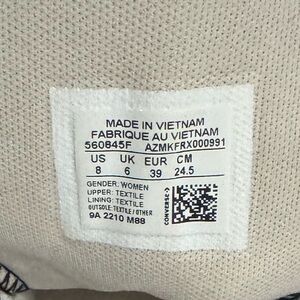 MADE IN VIETNAM
FABRIQUE AU VIETNAM
560845F AZMKFRX000991
US UK EUR CM
8 6 39 24.5
GENDER: WOMEN
UPPER: TEXTILE
LINING: TEXTILE
OUTSOLE: TEXTILE / OTHER
9A 2210 M88
CONVERSE